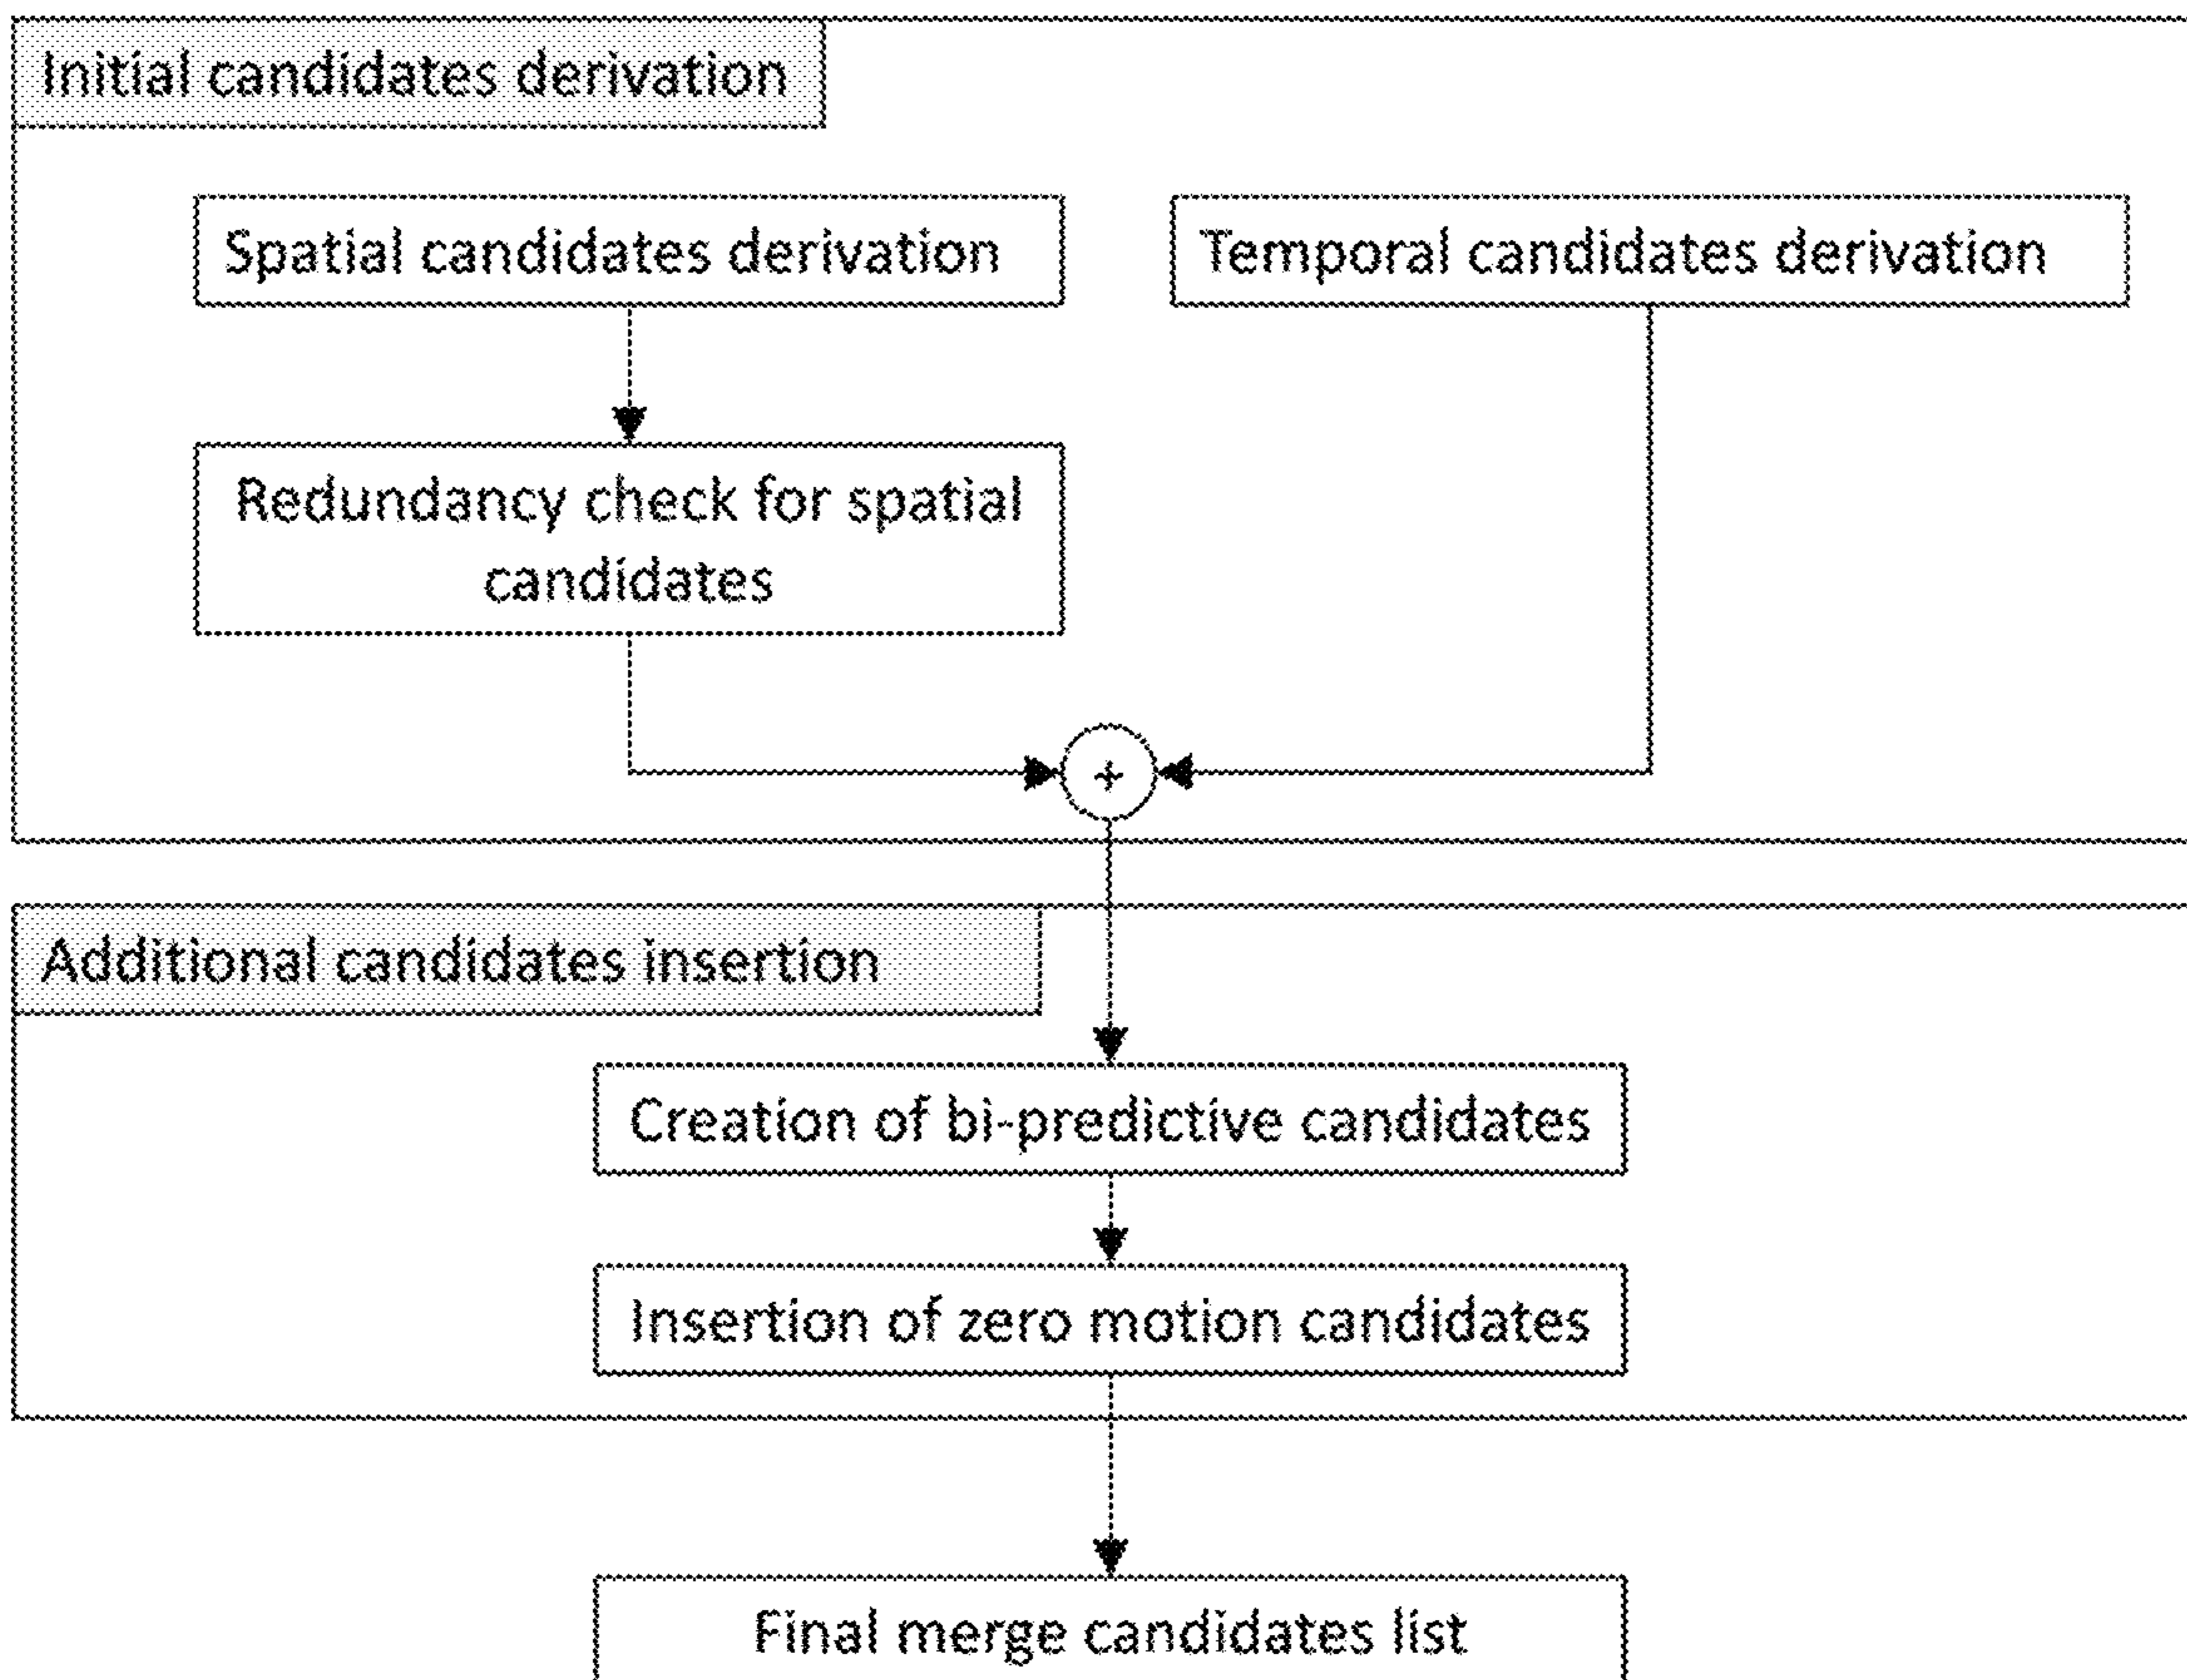 Initial candidates derivation
Spatial candidates derivation
Temporal candidates derivation
Redundancy check for spatial
candidates
+
Additional candidates insertion
Creation of bi-predictive candidates
Insertion of zero motion candidates
Final merge candidates list